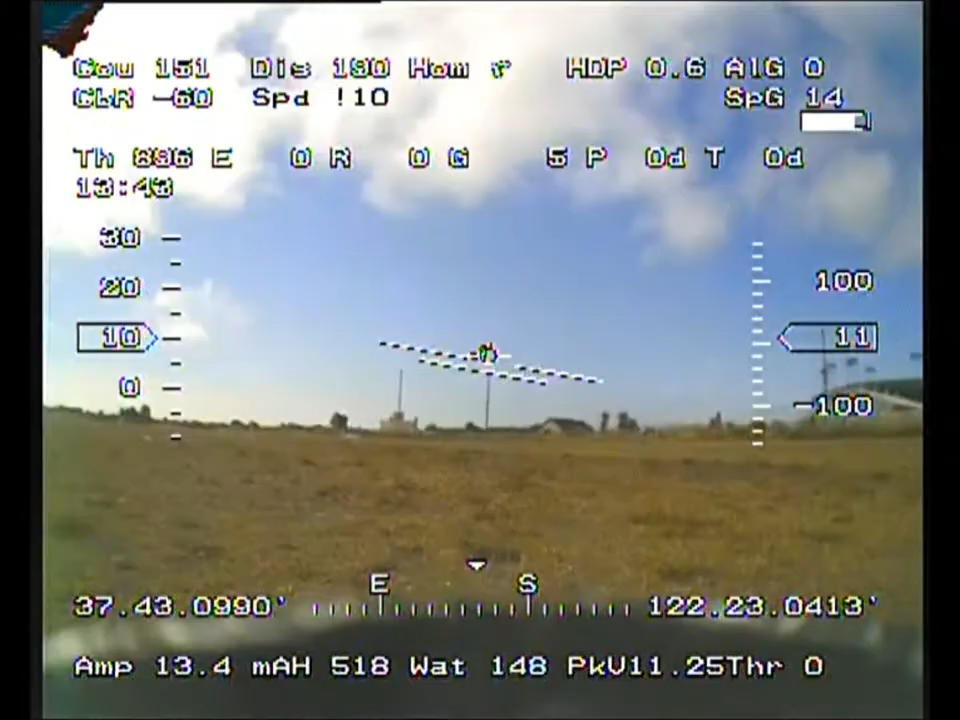 Cou 151 Dis 180 Hom HDP 0.6 AlG 0
CLR -60 Spd !10 SpG 14
Th 886 E 0 R 0 G 5 P 0d T 0d
13:43
30
20 100
10 11
0 -100
E S
37.43.0990' 122.23.0413'
Amp 13.4 mAH 518 Wat 148 PkV11.25Thr 0